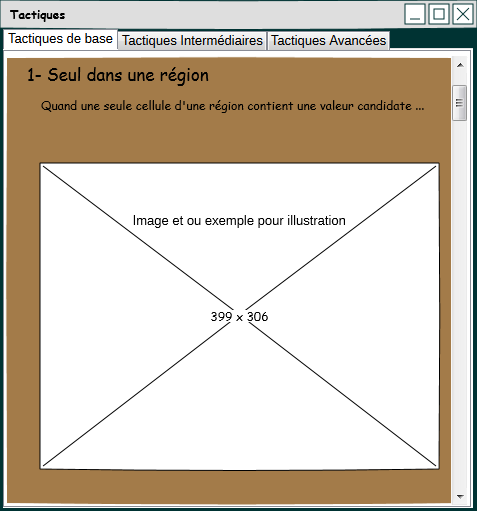 Tactiques
Tactiques de base Tactiques Intermédiaires Tactiques Avancées
1- Seul dans une région
Quand une seule cellule d'une région contient une valeur candidate ...
Image et ou exemple pour illustration
399 x 306